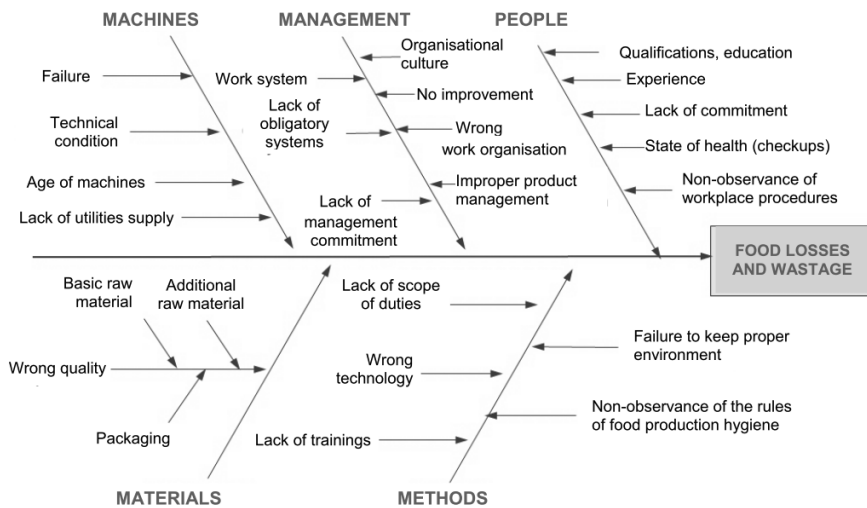 MACHINES
MANAGEMENT
PEOPLE
Failure
Technical
condition
Age of machines
Lack of utilities supply
Organisational
culture
Work system
No improvement
Lack of
obligatory
systems
Wrong
work organisation
Improper product
management
Lack of
management
commitment
Qualifications, education
Experience
Lack of commitment
State of health (checkups)
Non-observance of
workplace procedures
FOOD LOSSES
AND WASTAGE
Basic raw
material
Additional
raw material
Wrong quality
Packaging
Lack of scope
of duties
Failure to keep proper
environment
Wrong
technology
Non-observance of the rules
of food production hygiene
Lack of trainings
MATERIALS
METHODS